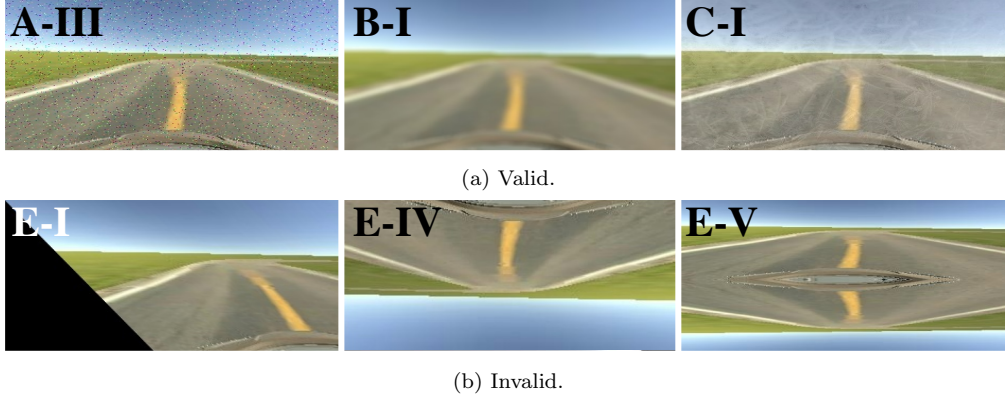 A-III B-I C-I
(a) Valid.
E-I E-IV E-V
(b) Invalid.